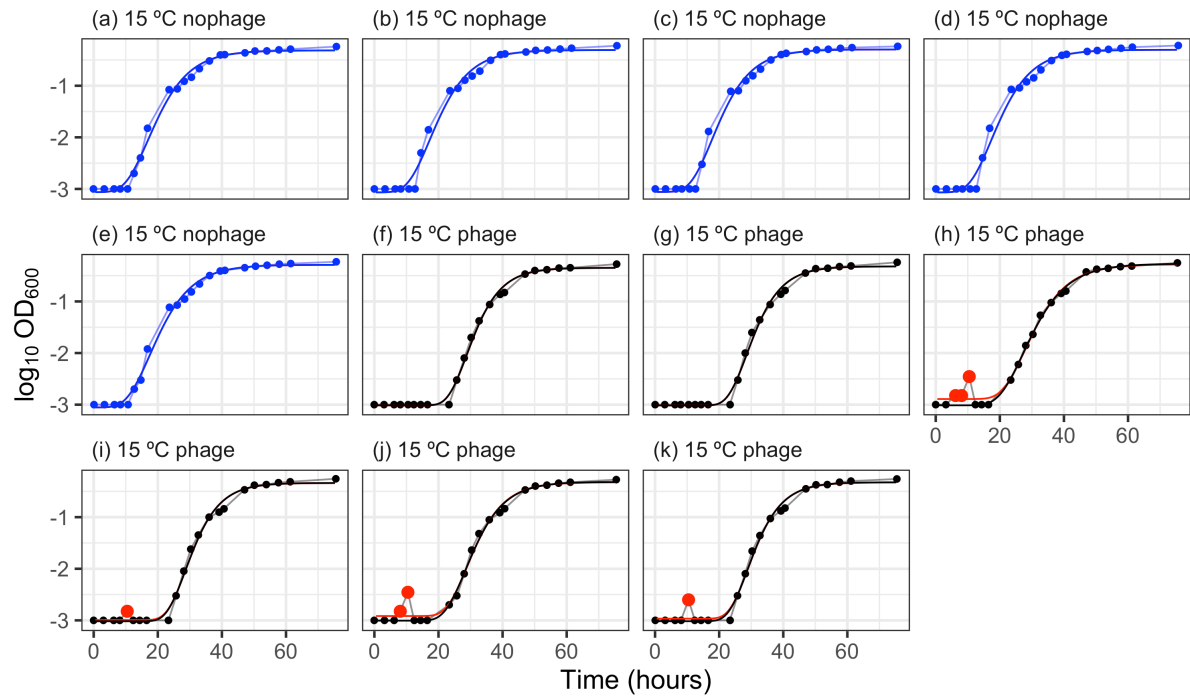 (a) 15 ºC nophage
(b) 15 ºC nophage
(c) 15 ºC nophage
(d) 15 ºC nophage
-1
-2
-3
(e) 15 ºC nophage
(f) 15 ºC phage
(g) 15 ºC phage
(h) 15 ºC phage
log₁₀ OD₆₀₀
-1
-2
-3
0 20 40 60
(i) 15 ºC phage
(j) 15 ºC phage
(k) 15 ºC phage
-1
-2
-3
0 20 40 60
0 20 40 60
0 20 40 60
Time (hours)